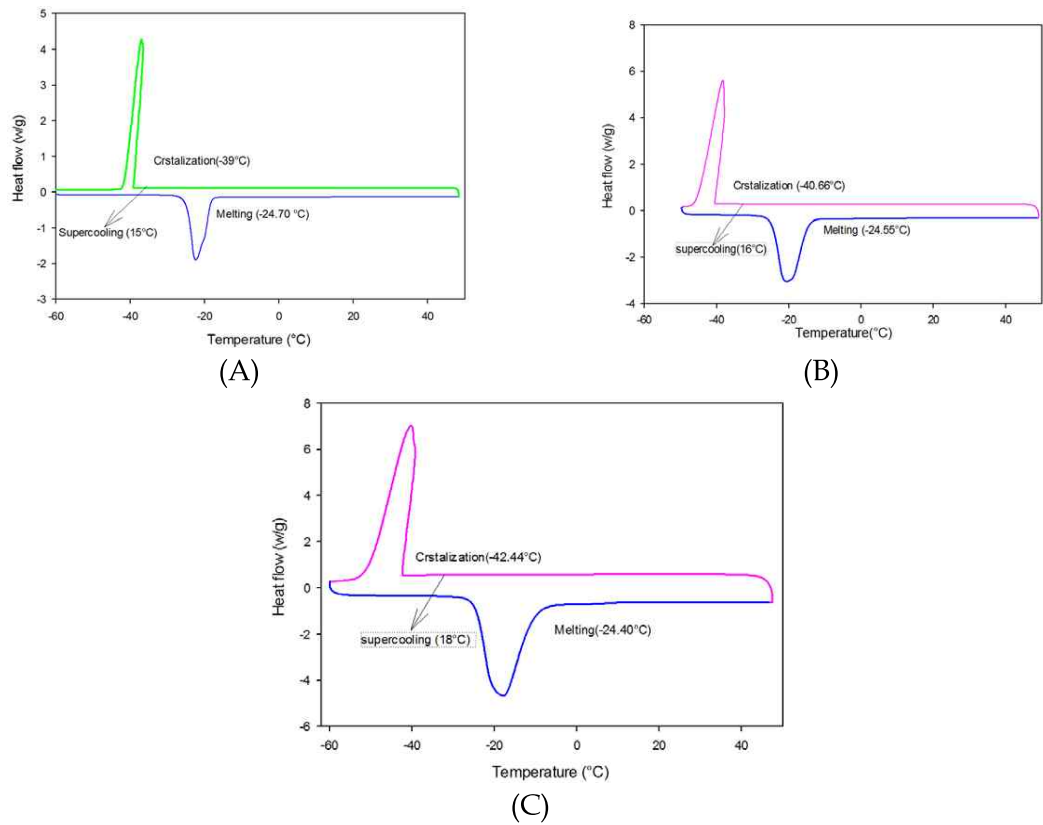 5
4
3
2
1
0
-1
-2
-3
Heat flow (w/g)
Crstalization(-39°C)
Melting (-24.70 °C)
Supercooling (15°C)
-60 -40 -20 0 20 40
Temperature (°C)
(A)
8
6
4
2
0
-2
-4
Heat flow (w/g)
Crstalization (-40.66°C)
Melting (-24.55°C)
supercooling(16°C)
-60 -40 -20 0 20 40
Temperature(°C)
(B)
8
6
4
2
0
-2
-4
-6
Heat flow (w/g)
Crstalization(-42.44°C)
Melting(-24.40°C)
supercooling (18°C)
-60 -40 -20 0 20 40
Temperature (°C)
(C)